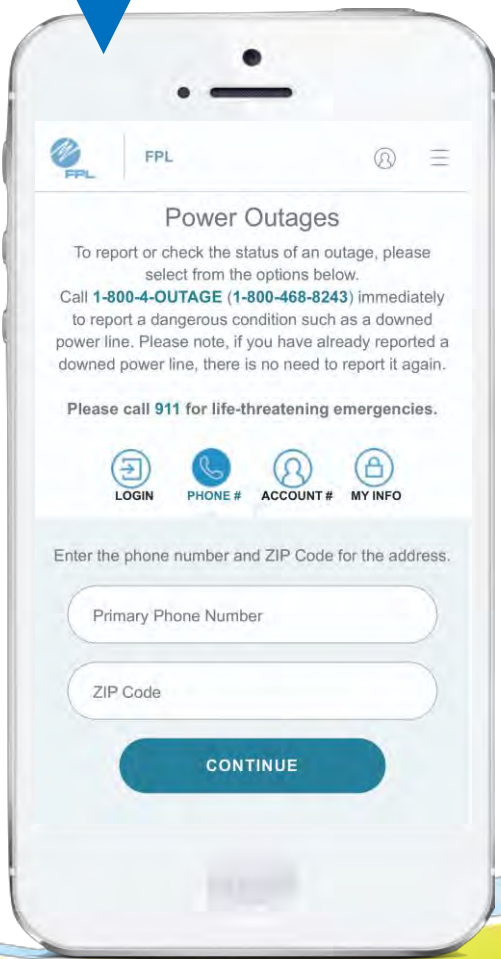 FPL
FPL
Power Outages
To report or check the status of an outage, please
select from the options below.
Call 1-800-4-OUTAGE (1-800-468-8243) immediately
to report a dangerous condition such as a downed
power line. Please note, if you have already reported a
downed power line, there is no need to report it again.
Please call 911 for life-threatening emergencies.
LOGIN PHONE # ACCOUNT # MY INFO
Enter the phone number and ZIP Code for the address.
Primary Phone Number
ZIP Code
CONTINUE